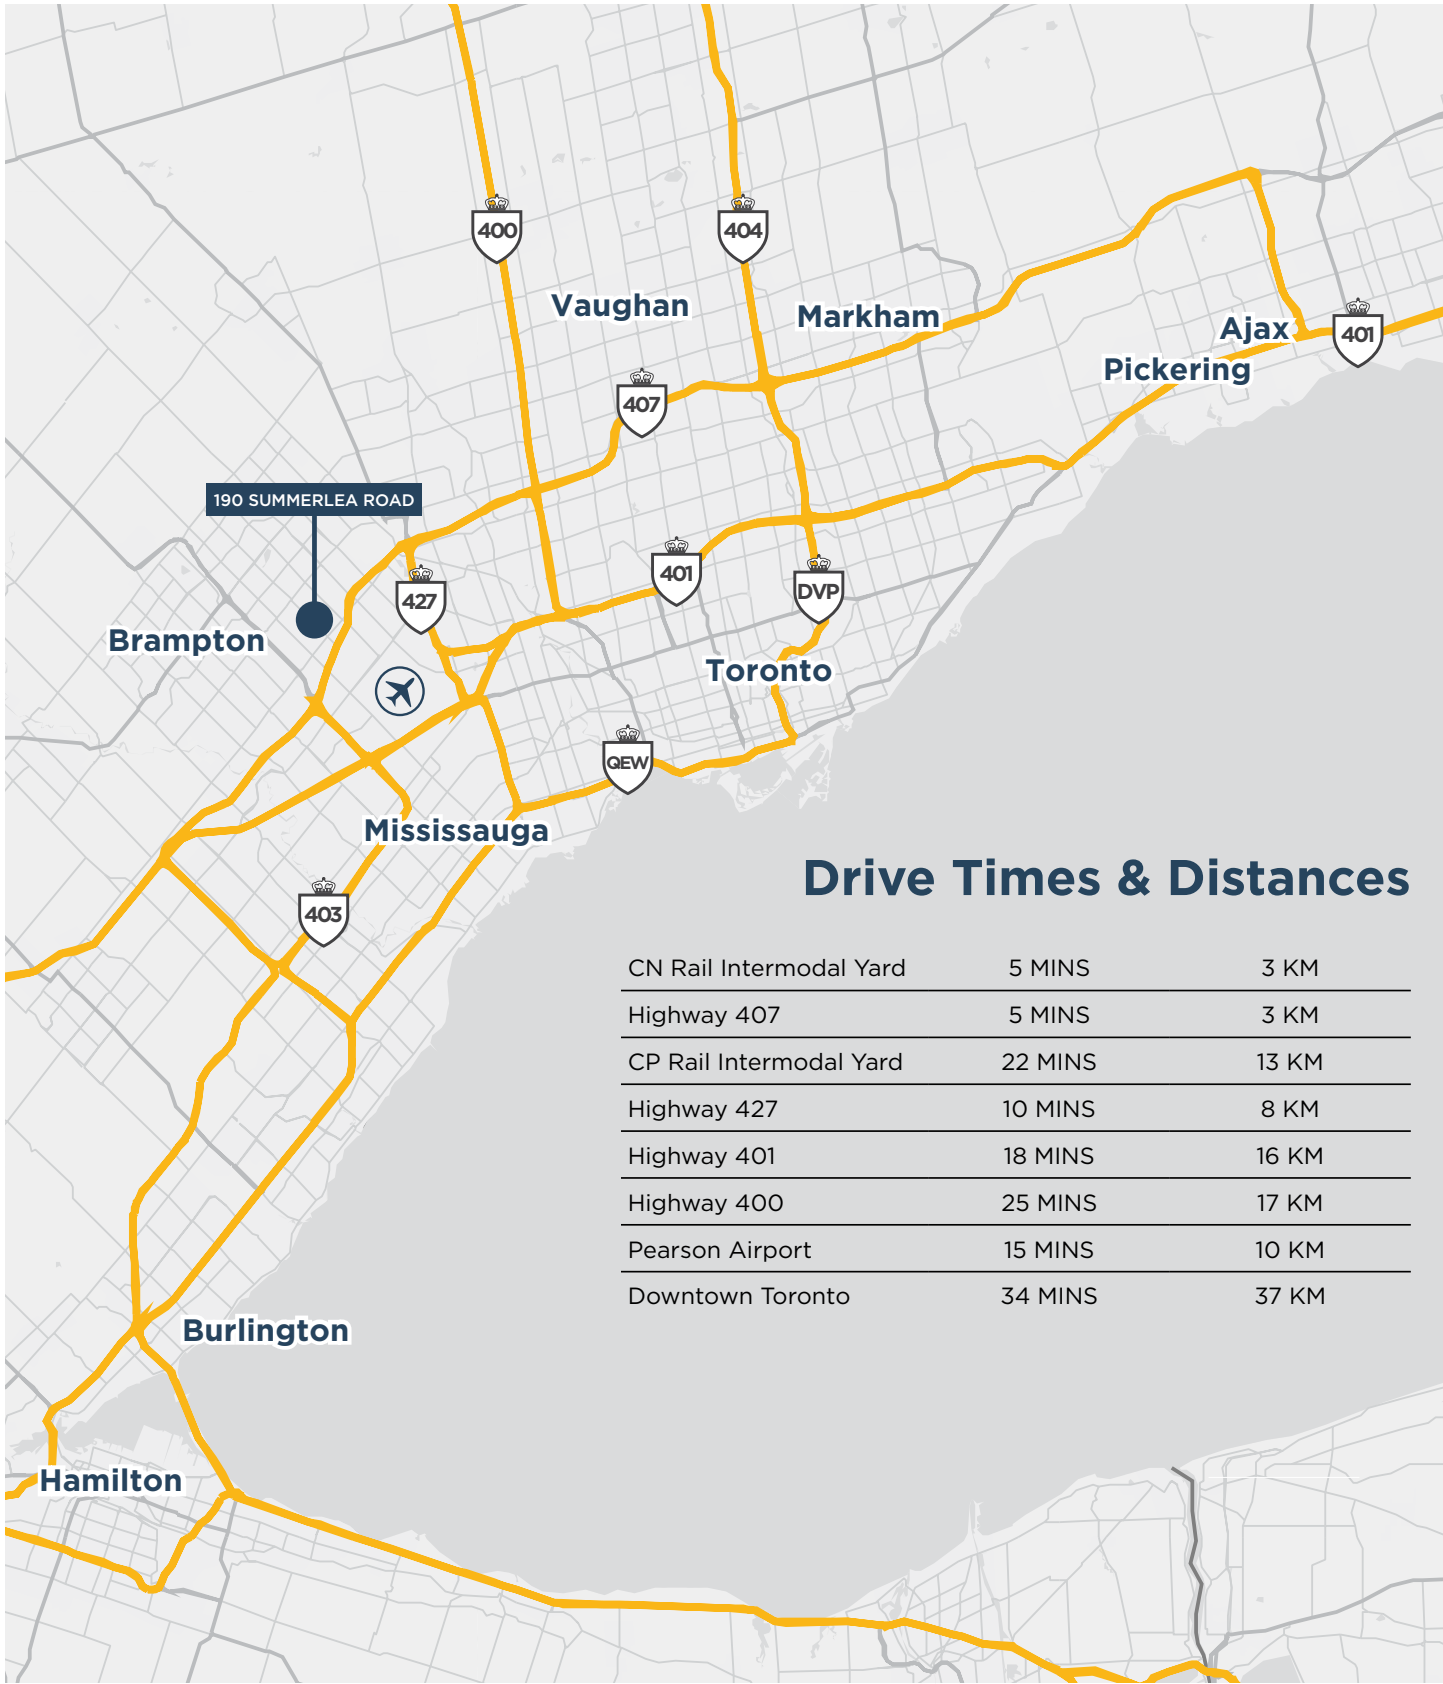 400
404
Vaughan
Markham
Ajax
401
Pickering
407
190 SUMMERLEA ROAD
401
427
DVP
Brampton
Toronto
QEW
Mississauga
403
Drive Times & Distances
CN Rail Intermodal Yard 5 MINS 3 KM
Highway 407 5 MINS 3 KM
CP Rail Intermodal Yard 22 MINS 13 KM
Highway 427 10 MINS 8 KM
Highway 401 18 MINS 16 KM
Highway 400 25 MINS 17 KM
Pearson Airport 15 MINS 10 KM
Downtown Toronto 34 MINS 37 KM
Burlington
Hamilton